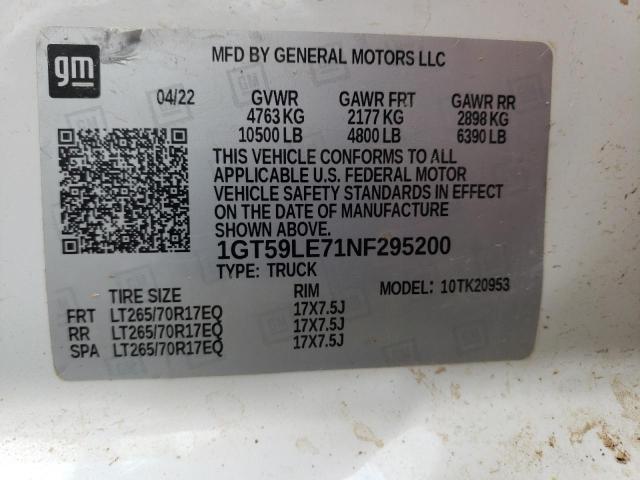 gm
MFD BY GENERAL MOTORS LLC
04/22 GVWR GAWR FRT GAWR RR
4763 KG 2177 KG 2898 KG
10500 LB 4800 LB 6390 LB
THIS VEHICLE CONFORMS TO ALL
APPLICABLE U.S. FEDERAL MOTOR
VEHICLE SAFETY STANDARDS IN EFFECT
ON THE DATE OF MANUFACTURE
SHOWN ABOVE.
1GT59LE71NF295200
TYPE: TRUCK
TIRE SIZE RIM MODEL: 10TK20953
FRT LT265/70R17EQ 17X7.5J
RR LT265/70R17EQ 17X7.5J
SPA LT265/70R17EQ 17X7.5J